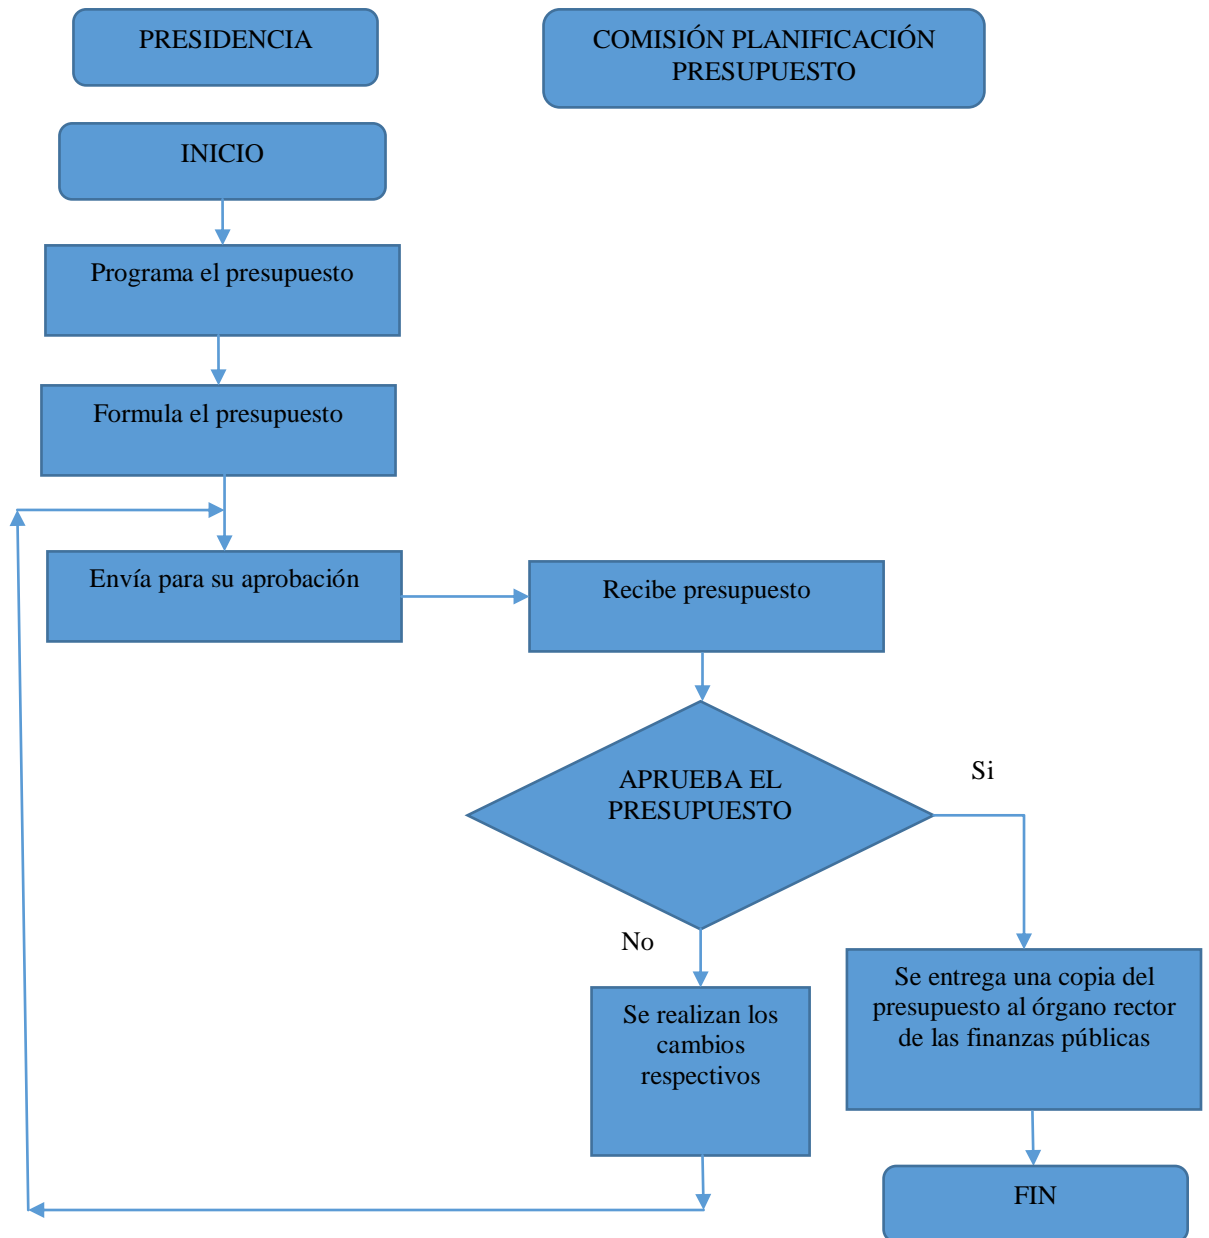 PRESIDENCIA
COMISIÓN PLANIFICACIÓN
PRESUPUESTO
INICIO
Programa el presupuesto
Formula el presupuesto
Envía para su aprobación
Recibe presupuesto
APRUEBA EL
PRESUPUESTO
Si
No
Se realizan los
cambios
respectivos
Se entrega una copia del
presupuesto al órgano rector
de las finanzas públicas
FIN